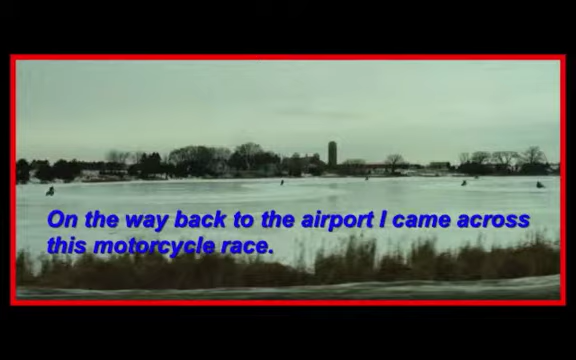 On the way back to the airport I came across
this motorcycle race.